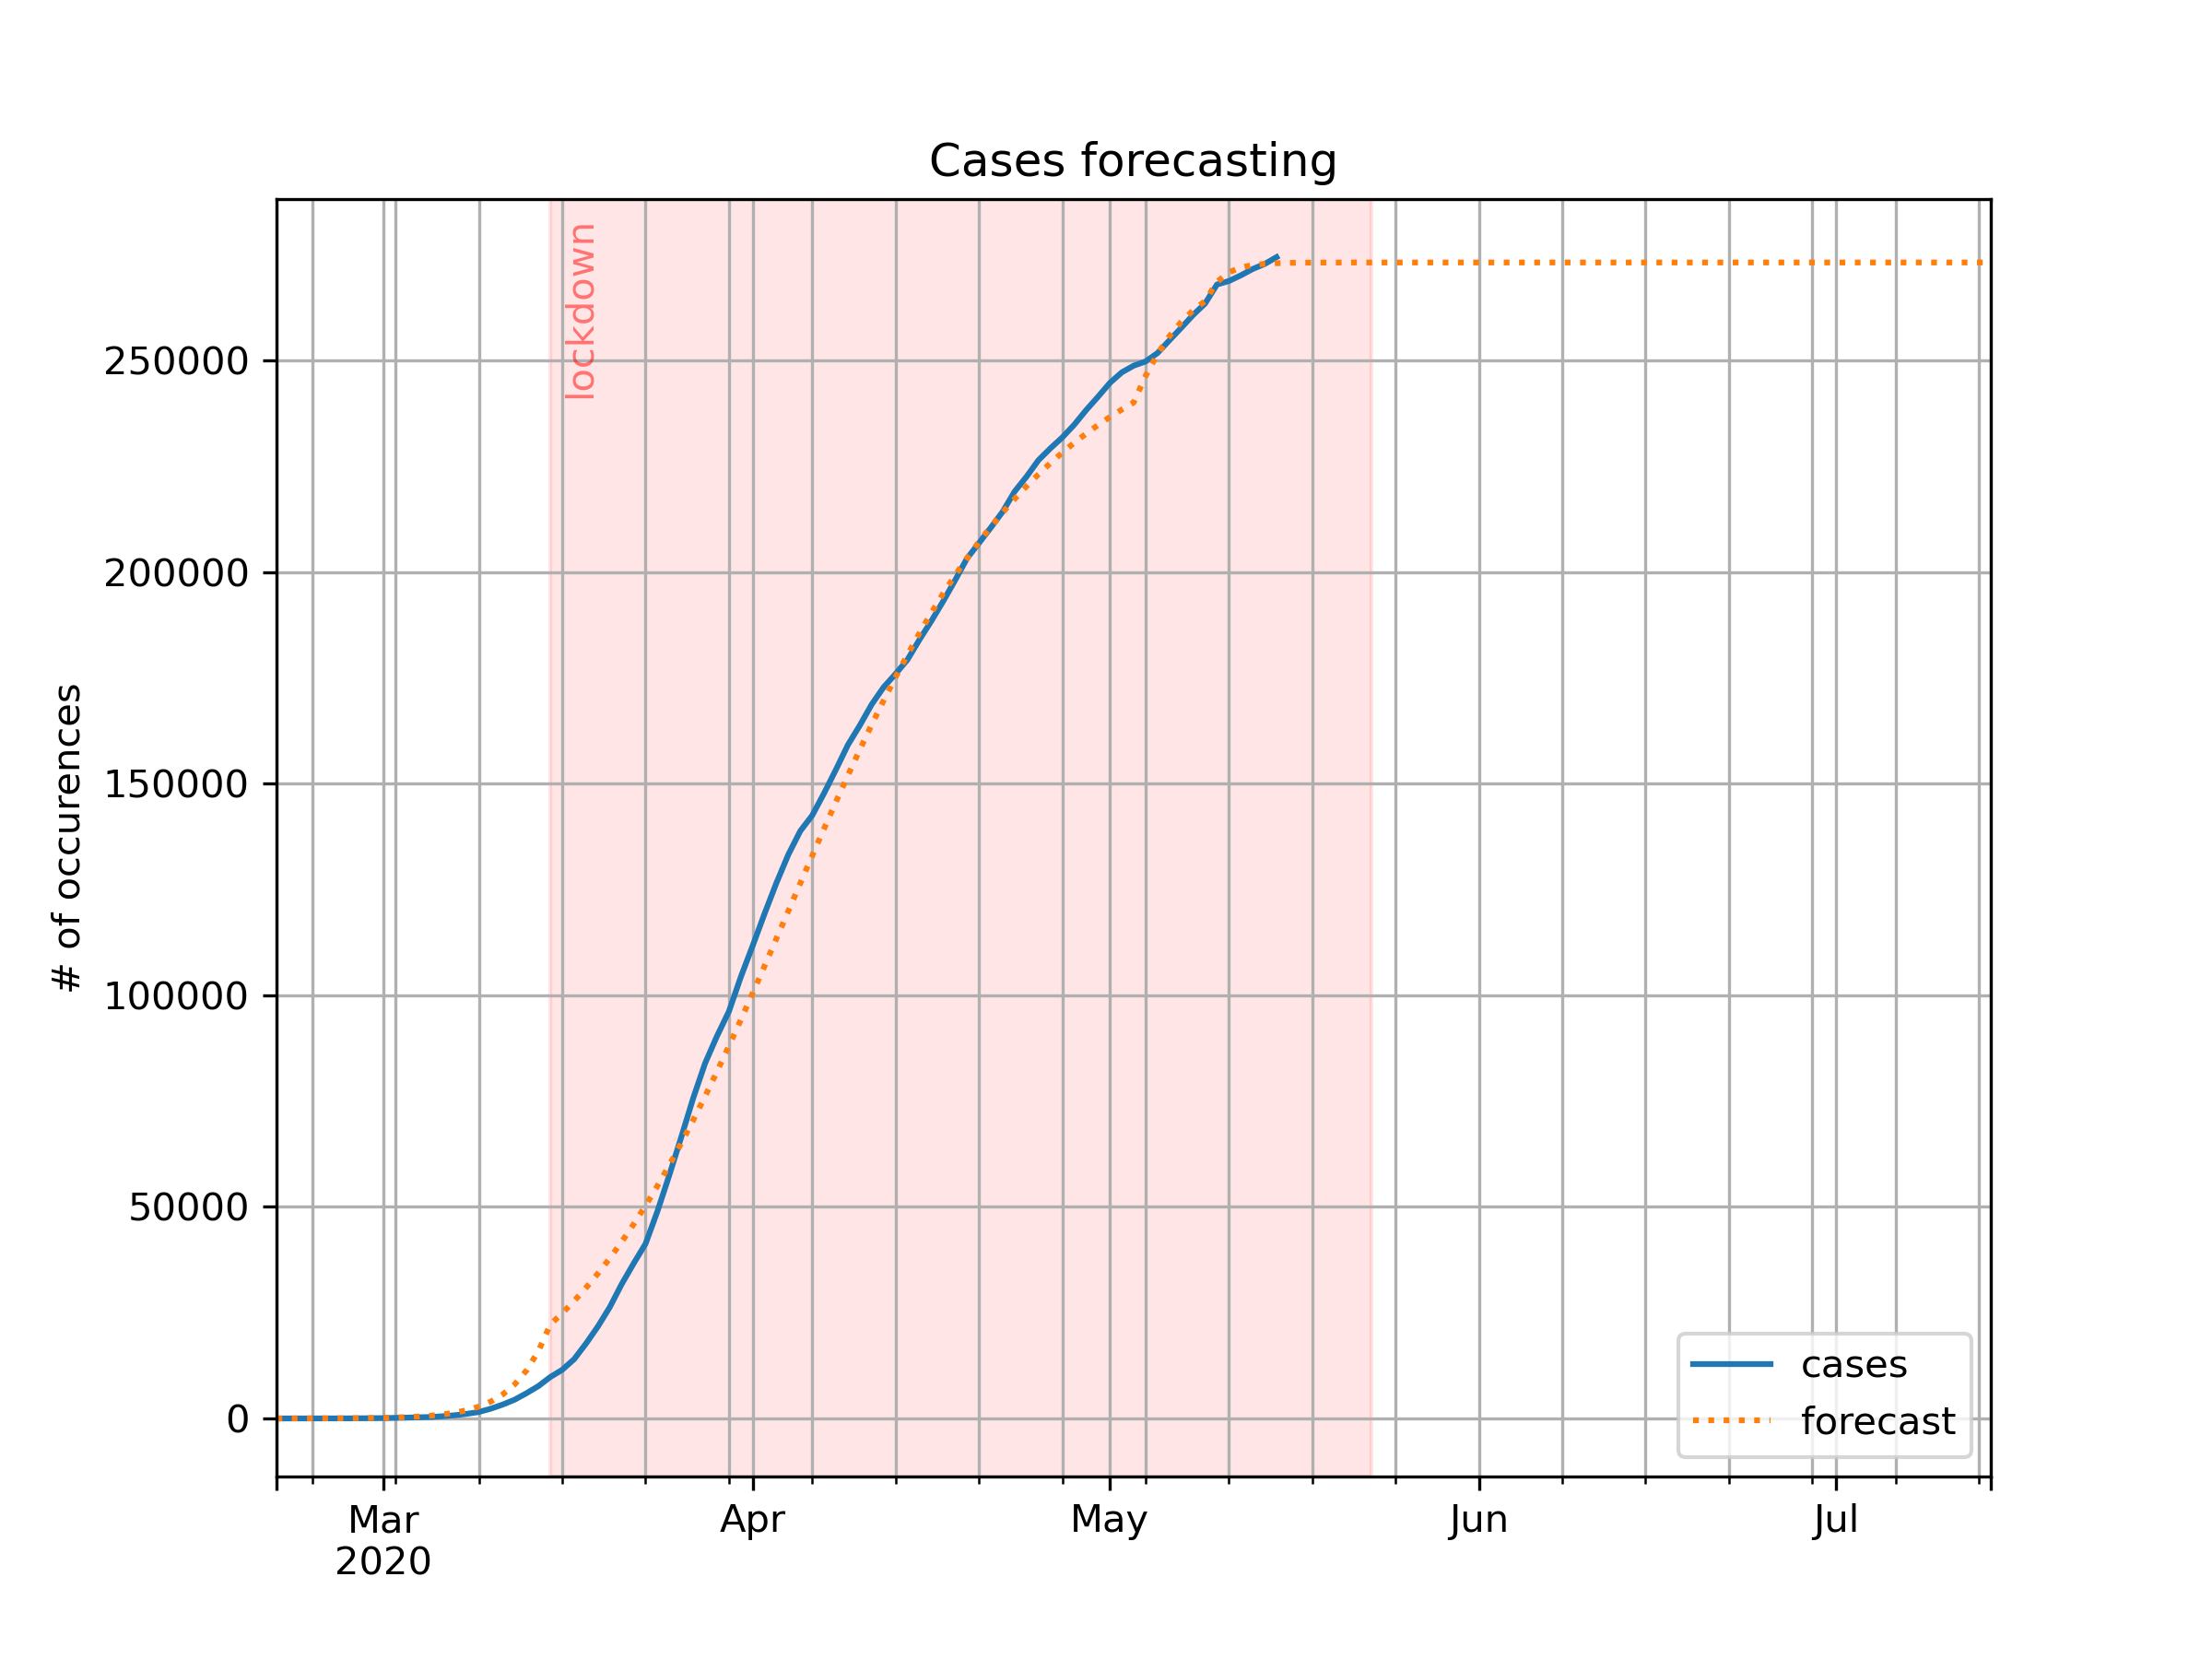 Cases forecasting
lockdown
# of occurences
250000
200000
150000
100000
50000
0
Mar
2020
Apr
May
Jun
Jul
cases
forecast